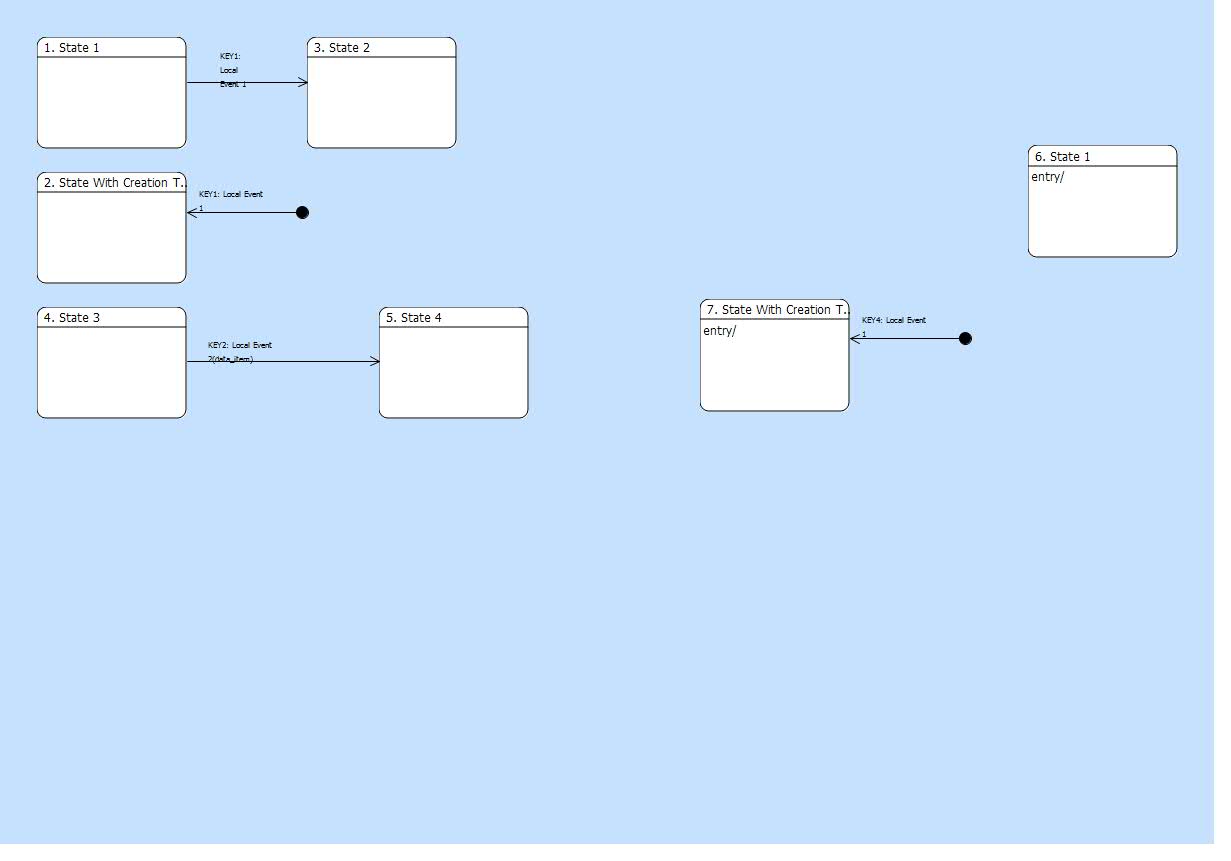 1. State 1
KEY1:
Local
Event 1
3. State 2
6. State 1
entry/
2. State With Creation T..
KEY1: Local Event
1
4. State 3
KEY2: Local Event
2(data_item)
5. State 4
7. State With Creation T..
entry/
KEY4: Local Event
1